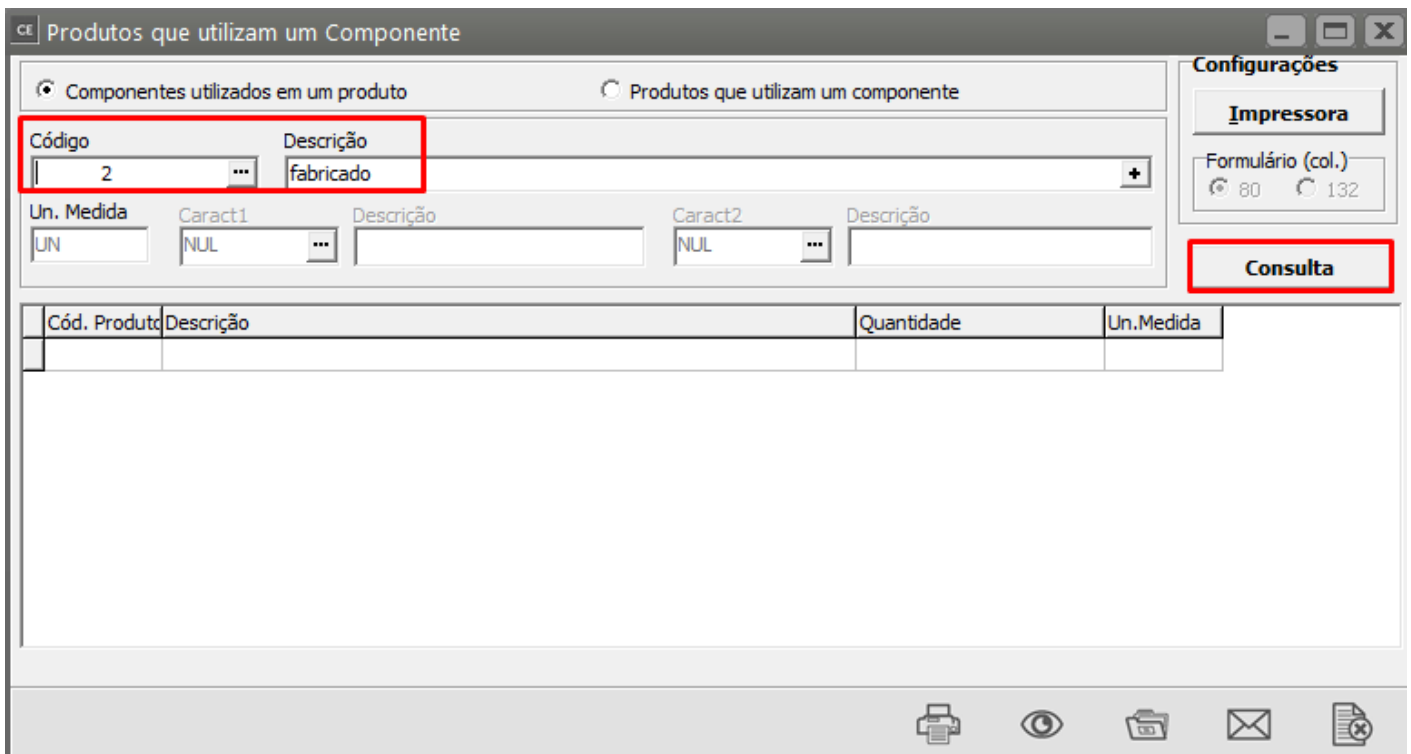 CE Produtos que utilizam um Componente
Componentes utilizados em um produto Produtos que utilizam um componente
Configurações
Impressora
Formulário (col.)
80 132
Código Descrição
2 ... fabricado +
Un. Medida Caract1 Descrição Caract2 Descrição
UN NUL ... NUL ...
Consulta
Cód. Produto Descrição Quantidade Un.Medida